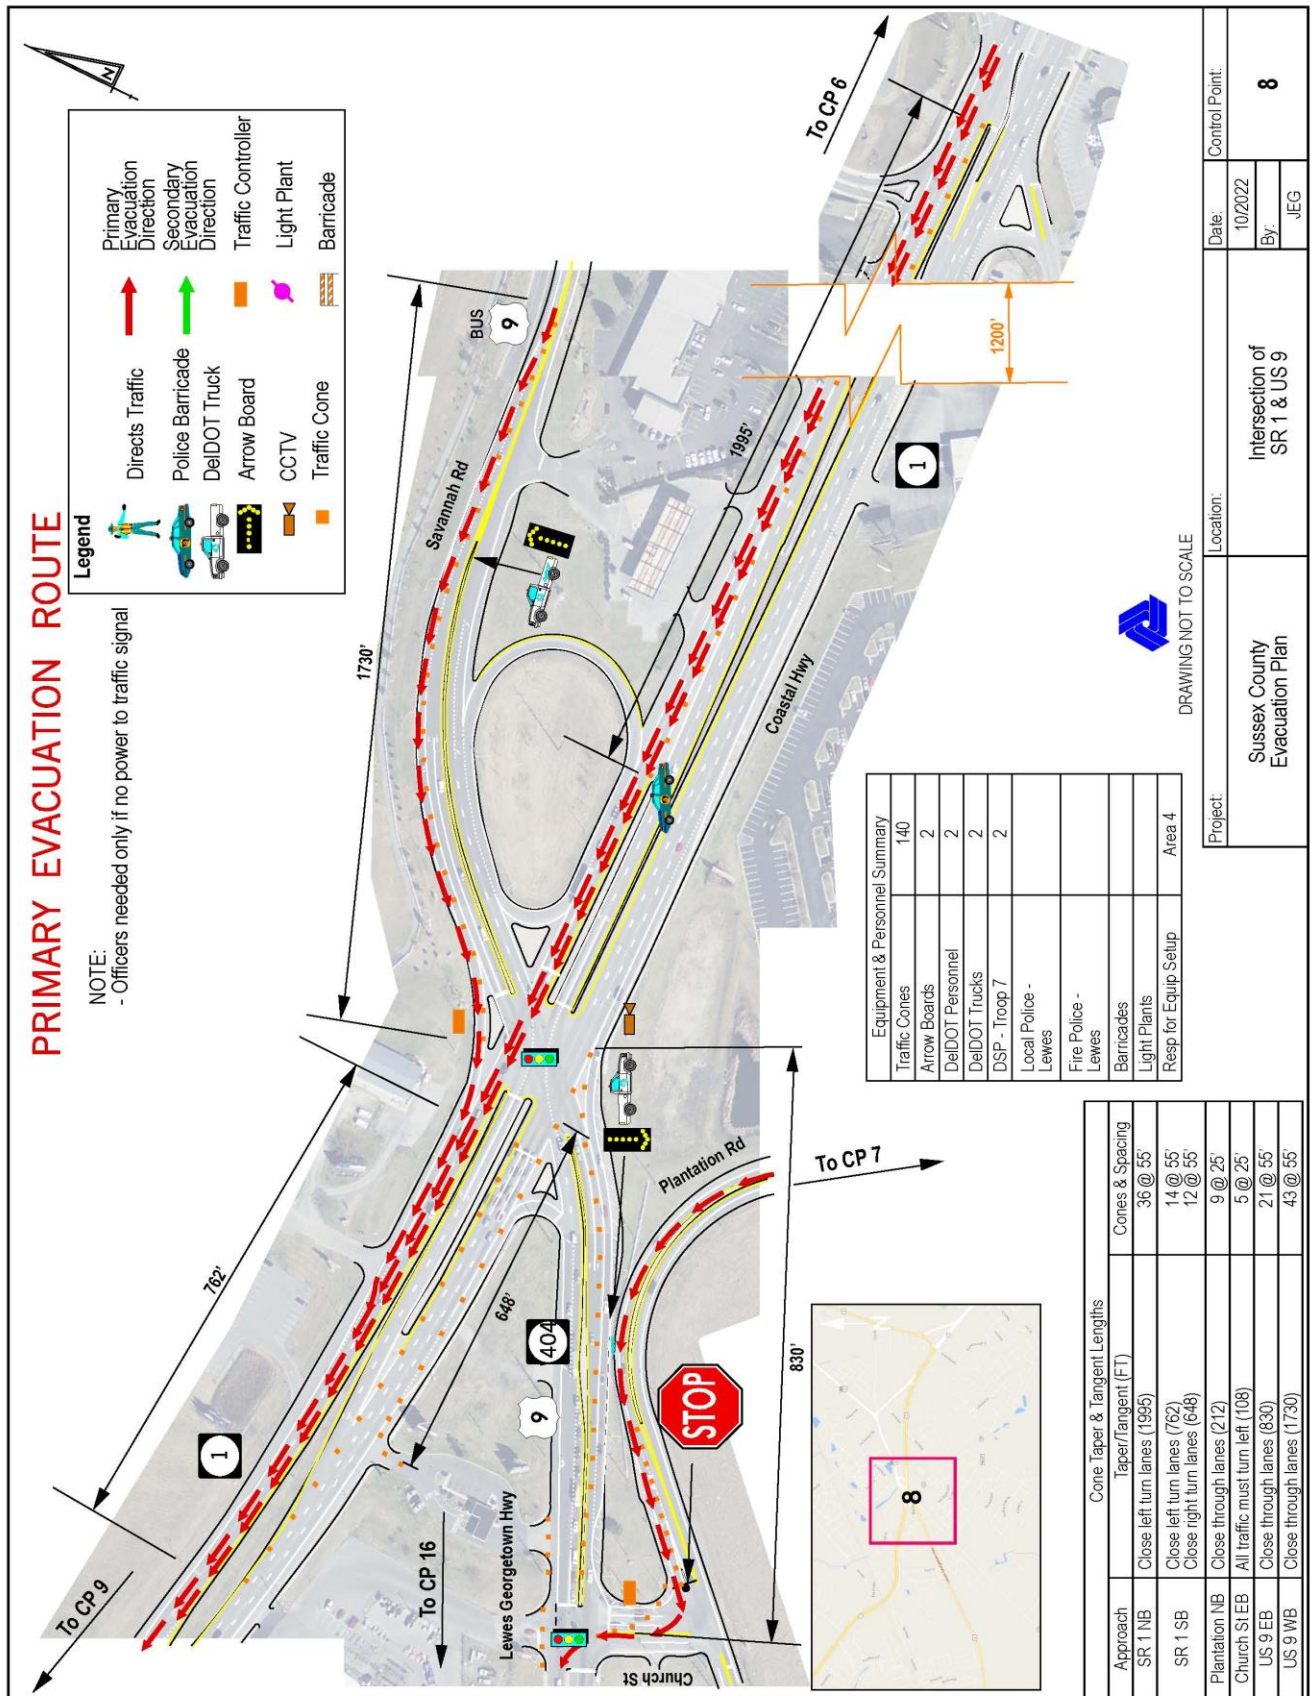 PRIMARY EVACUATION ROUTE
NOTE:
- Officers needed only if no power to traffic signal
Legend
Directs Traffic
Police Barricade
DelDOT Truck
Arrow Board
CCTV
Traffic Cone
Primary
Evacuation
Direction
Secondary
Evacuation
Direction
Traffic Controller
Light Plant
Barricade
N
To CP 9
762'
1
1730'
BUS
9
Savannah Rd
To CP 6
1995'
1200'
1
Coastal Hwy
648'
To CP 16
404
9
Lewes Georgetown Hwy
Church St
STOP
Plantation Rd
To CP 7
830'
8
DRAWING NOT TO SCALE
Equipment & Personnel Summary
Traffic Cones 140
Arrow Boards 2
DelDOT Personnel 2
DelDOT Trucks 2
DSP - Troop 7 2
Local Police -
Lewes
Fire Police -
Lewes
Barricades
Light Plants
Resp for Equip Setup Area 4
Cone Taper & Tangent Lengths
Approach Taper/Tangent (FT) Cones & Spacing
SR 1 NB Close left turn lanes (1995) 36 @ 55'
SR 1 SB Close left turn lanes (762) 14 @ 55'
Close right turn lanes (648) 12 @ 55'
Plantation NB Close through lanes (212) 9 @ 25'
Church St EB All traffic must turn left (108) 5 @ 25'
US 9 EB Close through lanes (830) 21 @ 55'
US 9 WB Close through lanes (1730) 43 @ 55'
Project:
Sussex County
Evacuation Plan
Location:
Intersection of
SR 1 & US 9
Date:
10/2022
By:
JEG
Control Point:
8